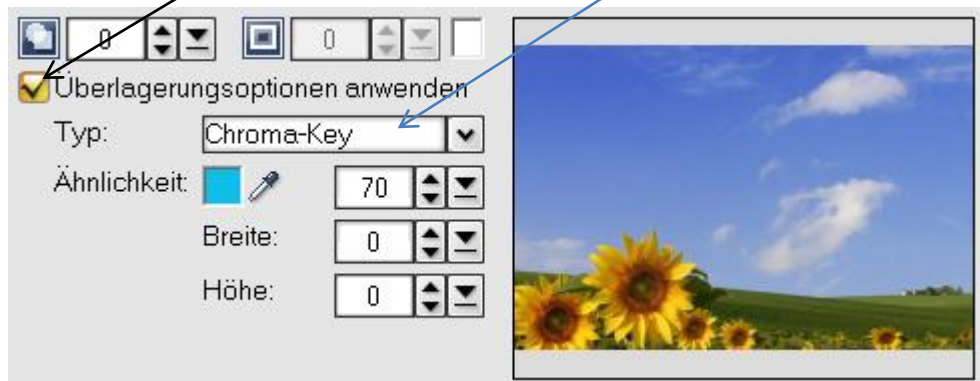 0 0
Überlagerungsoptionen anwenden
Typ: Chroma-Key
Ähnlichkeit: 70
Breite: 0
Höhe: 0